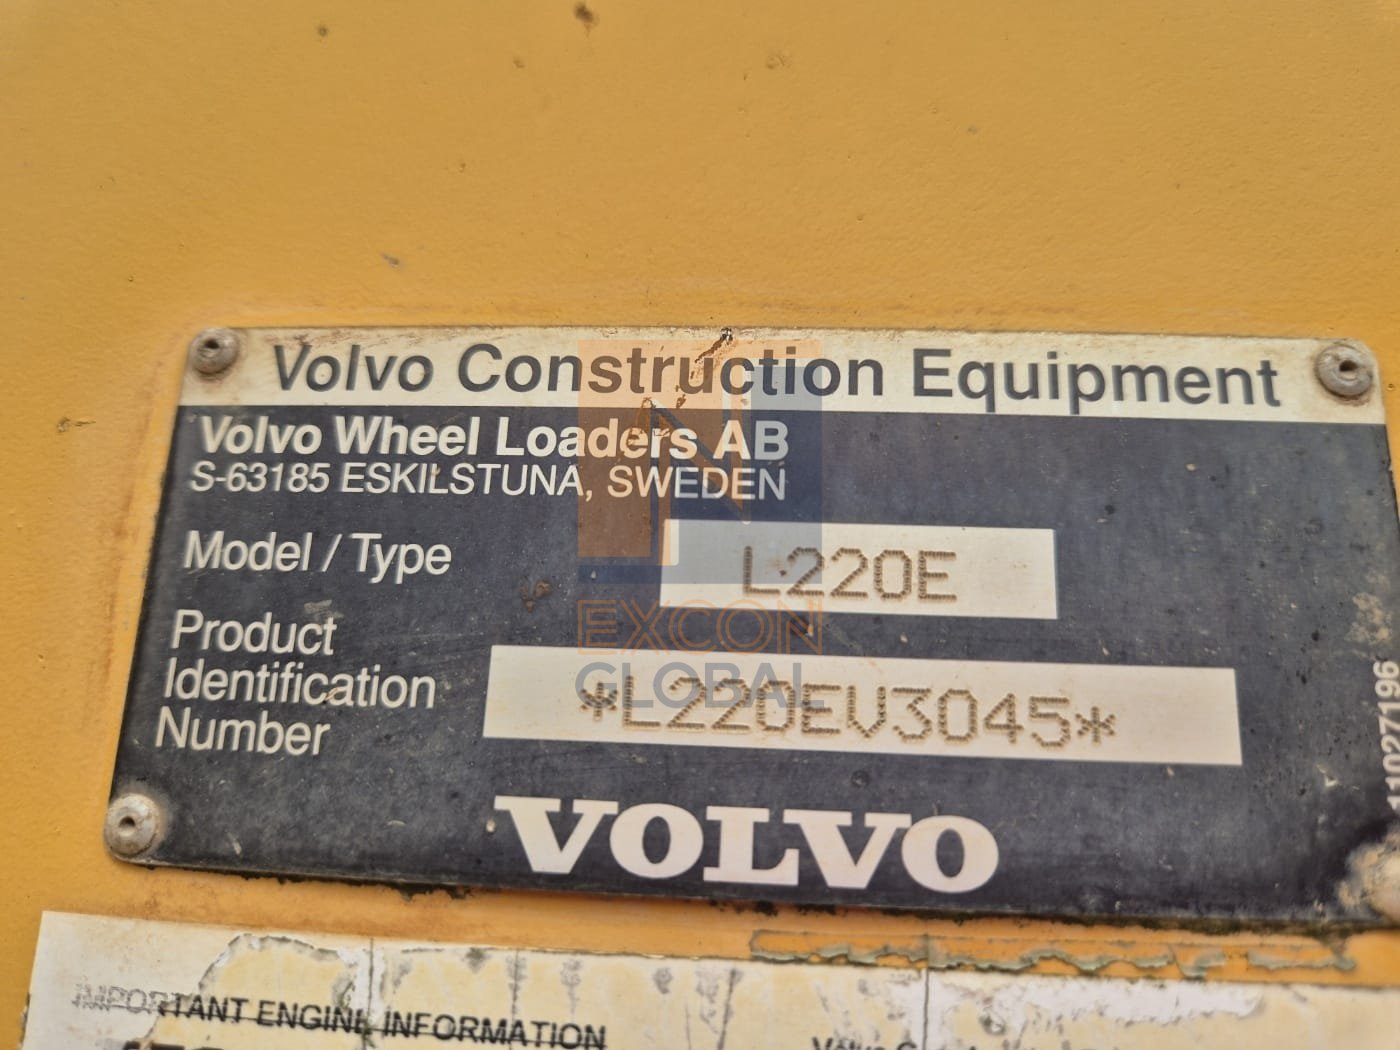 Volvo Construction Equipment
Volvo Wheel Loaders AB
S-63185 ESKILSTUNA, SWEDEN
Model / Type L220E
EXCON
GLOBAL
Product
Identification
Number
*L220EV3045*
11027196
VOLVO
IMPORTANT ENGINE INFORMATION